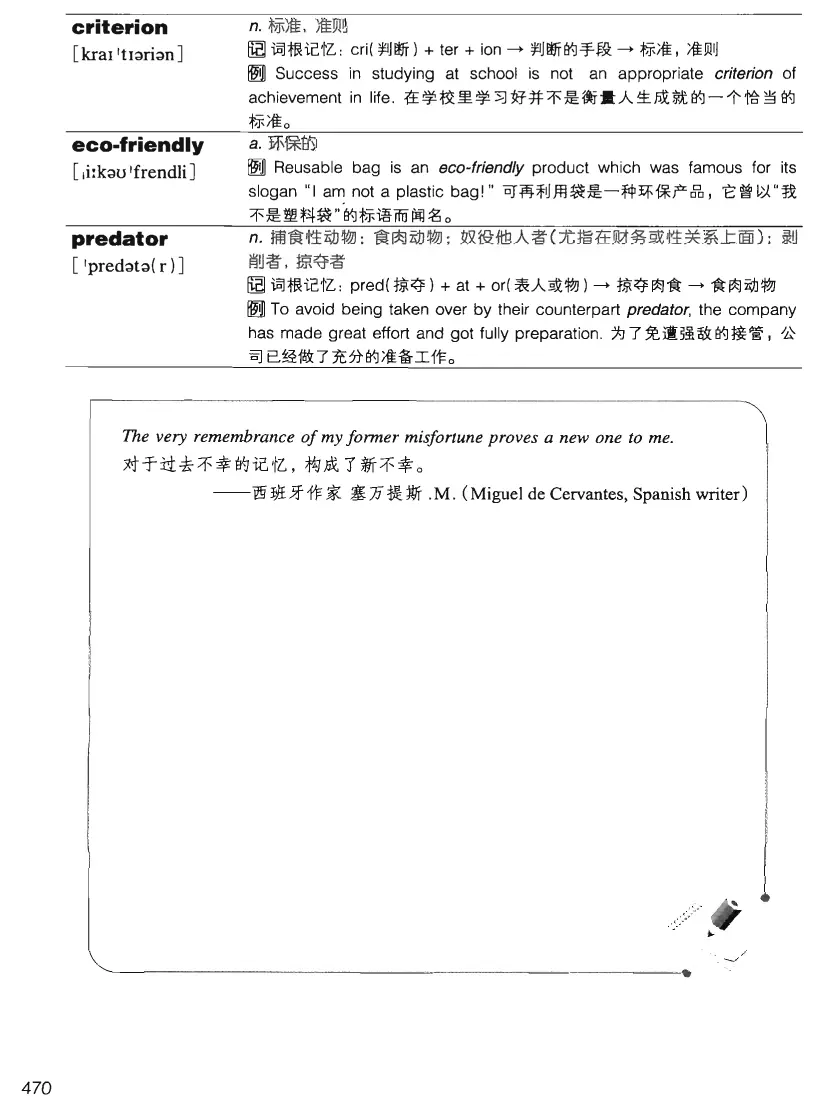 criterion n. 标准，准则
[kraɪ'tɪəriən] 记 词根记忆：cri(判断) + ter + ion → 判断的手段 → 标准，准则
例 Success in studying at school is not an appropriate criterion of
achievement in life. 在学校里学习好并不是衡量人生成就的一个恰当的
标准。
eco-friendly a. 环保的
[ˌiːkəʊ'frendli] 例 Reusable bag is an eco-friendly product which was famous for its
slogan “I am not a plastic bag!” 可再利用袋是一种环保产品，它曾以“我
不是塑料袋”的标语而闻名。
predator n. 捕食性动物；食肉动物；奴役他人者(尤指在财务或性关系上面)；剥
['predətə(r)] 削者，掠夺者
记 词根记忆：pred(掠夺) + at + or(表人或物) → 掠夺肉食 → 食肉动物
例 To avoid being taken over by their counterpart predator, the company
has made great effort and got fully preparation. 为了免遭强敌的接管，公
司已经做了充分的准备工作。
The very remembrance of my former misfortune proves a new one to me.
对于过去不幸的记忆，构成了新不幸。
——西班牙作家 塞万提斯 .M. (Miguel de Cervantes, Spanish writer)
470